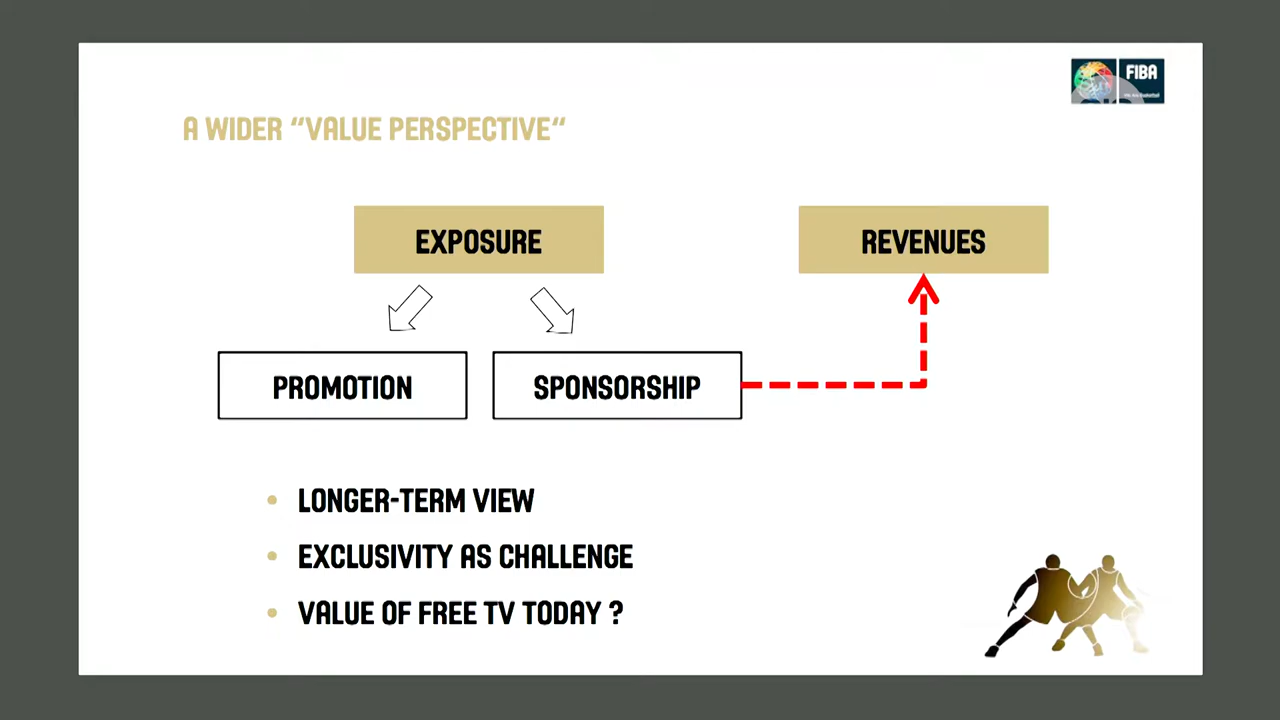 FIBA
A WIDER “VALUE PERSPECTIVE“
EXPOSURE
REVENUES
PROMOTION
SPONSORSHIP
• LONGER-TERM VIEW
• EXCLUSIVITY AS CHALLENGE
• VALUE OF FREE TV TODAY ?